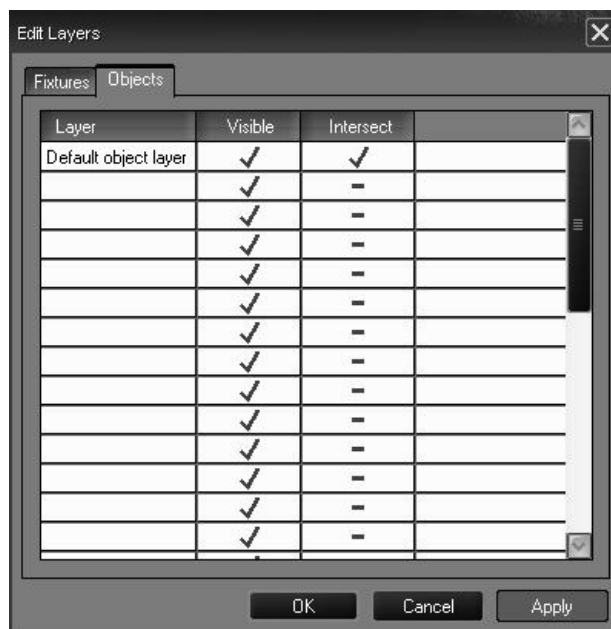 Edit Layers
Fixtures Objects
Layer Visible Intersect
Default object layer
OK Cancel Apply